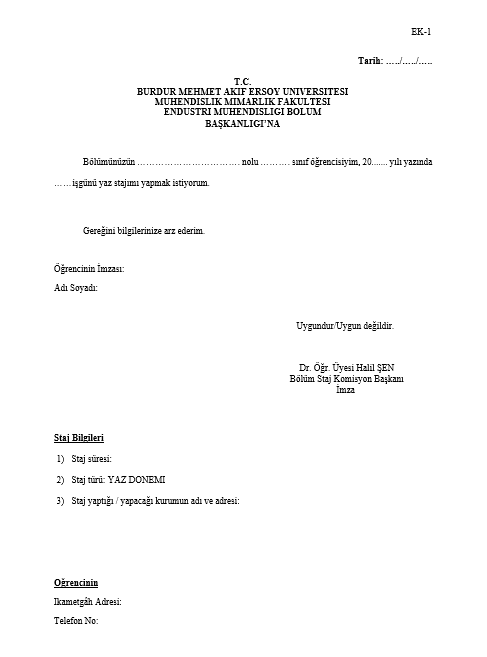 EK-1
Tarih: …../...../.....
T.C.
BURDUR MEHMET AKIF ERSOY UNIVERSITESI
MUHENDISLIK MIMARLIK FAKULTESI
ENDUSTRI MUHENDISLIGI BOLUM
BAŞKANLIGI'NA
Bölümünüzün ……………………………. nolu ………. sınıf öğrencisiyim, 20....... yılı yazında
……işgünü yaz stajımı yapmak istiyorum.
Gereğini bilgilerinize arz ederim.
Öğrencinin İmzası:
Adı Soyadı:
Uygundur/Uygun değildir.
Dr. Öğr. Üyesi Halil ŞEN
Bölüm Staj Komisyon Başkanı
İmza
Staj Bilgileri
1) Staj süresi:
2) Staj türü: YAZ DONEMI
3) Staj yaptığı / yapacağı kurumun adı ve adresi:
Oğrencinin
Ikametgâh Adresi:
Telefon No: